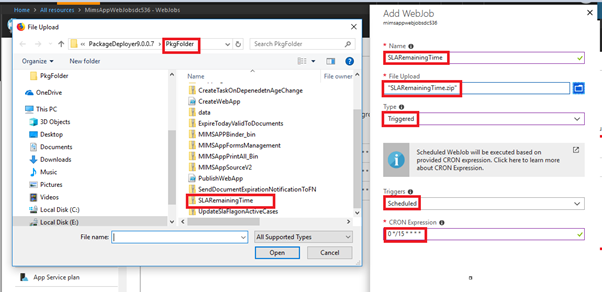 Home > All resources > MimsAppWebJobsdc536 - WebJobs
File Upload
PackageDeployer9.0.0.7 > PkgFolder
Search PkgFolder
Organize
New folder
PkgFolder
OneDrive
This PC
3D Objects
Desktop
Documents
Downloads
Music
Pictures
Videos
Local Disk (C:)
Local Disk (E:)
Name
File owner
CreateTaskOnDepedetnAgeChange
CreateWebApp
data
ExpireTodayValidToDocuments
MIMSAPPBinder_bin
MIMSAppFormsManagement
MIMSAppPrintAll_Bin
MIMSAppSourceV2
PublishWebApp
SendDocumentExpirationNotificationToFN
SLARemainingTime
UpdateSlaFlagonActiveCases
File name:
All Supported Types
Open
Cancel
App Service plan
Add WebJob
mimsappwebjobsdc536
* Name
SLARemainingTime
* File Upload
"SLARemainingTime.zip"
Type
Triggered
Scheduled WebJob will be executed based on
provided CRON expression. Click here to learn more
about CRON Expression.
Triggers
Scheduled
* CRON Expression
0 */15 * * * *